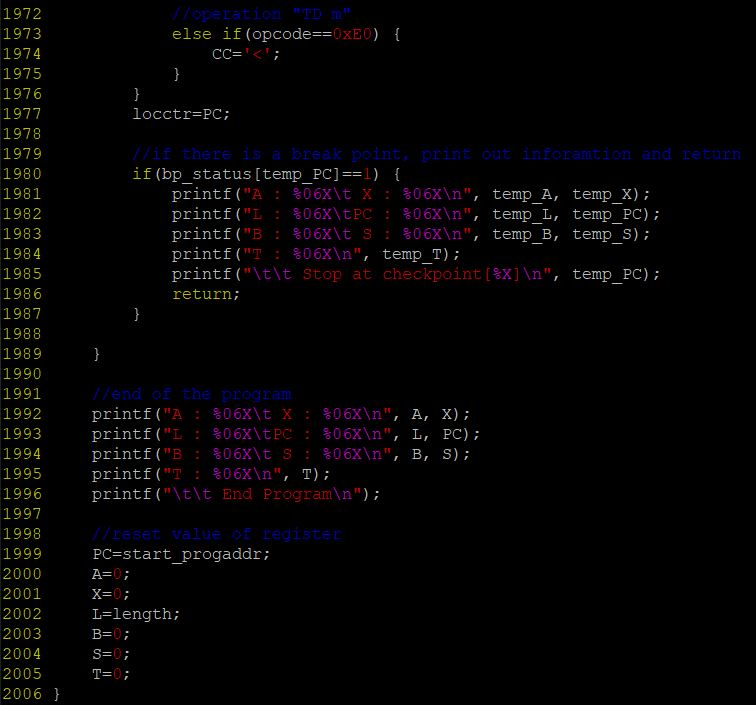 1972 //operation "TD m"
1973 else if(opcode==0xE0) {
1974 CC='<';
1975 }
1976 }
1977 locctr=PC;
1978
1979 //if there is a break point, print out inforamtion and return
1980 if(bp_status[temp_PC]==1) {
1981 printf("A : %06X\t X : %06X\n", temp_A, temp_X);
1982 printf("L : %06X\tPC : %06X\n", temp_L, temp_PC);
1983 printf("B : %06X\t S : %06X\n", temp_B, temp_S);
1984 printf("T : %06X\n", temp_T);
1985 printf("\t\t Stop at checkpoint[%X]\n", temp_PC);
1986 return;
1987 }
1988
1989 }
1990
1991 //end of the program
1992 printf("A : %06X\t X : %06X\n", A, X);
1993 printf("L : %06X\tPC : %06X\n", L, PC);
1994 printf("B : %06X\t S : %06X\n", B, S);
1995 printf("T : %06X\n", T);
1996 printf("\t\t End Program\n");
1997
1998 //reset value of register
1999 PC=start_progaddr;
2000 A=0;
2001 X=0;
2002 L=length;
2003 B=0;
2004 S=0;
2005 T=0;
2006 }